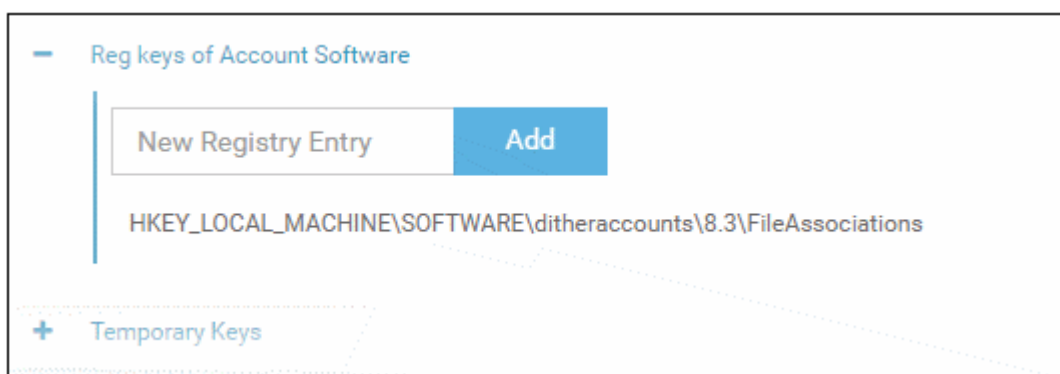 Reg keys of Account Software
New Registry Entry
Add
HKEY_LOCAL_MACHINE\SOFTWARE\ditheraccounts\8.3\FileAssociations
Temporary Keys